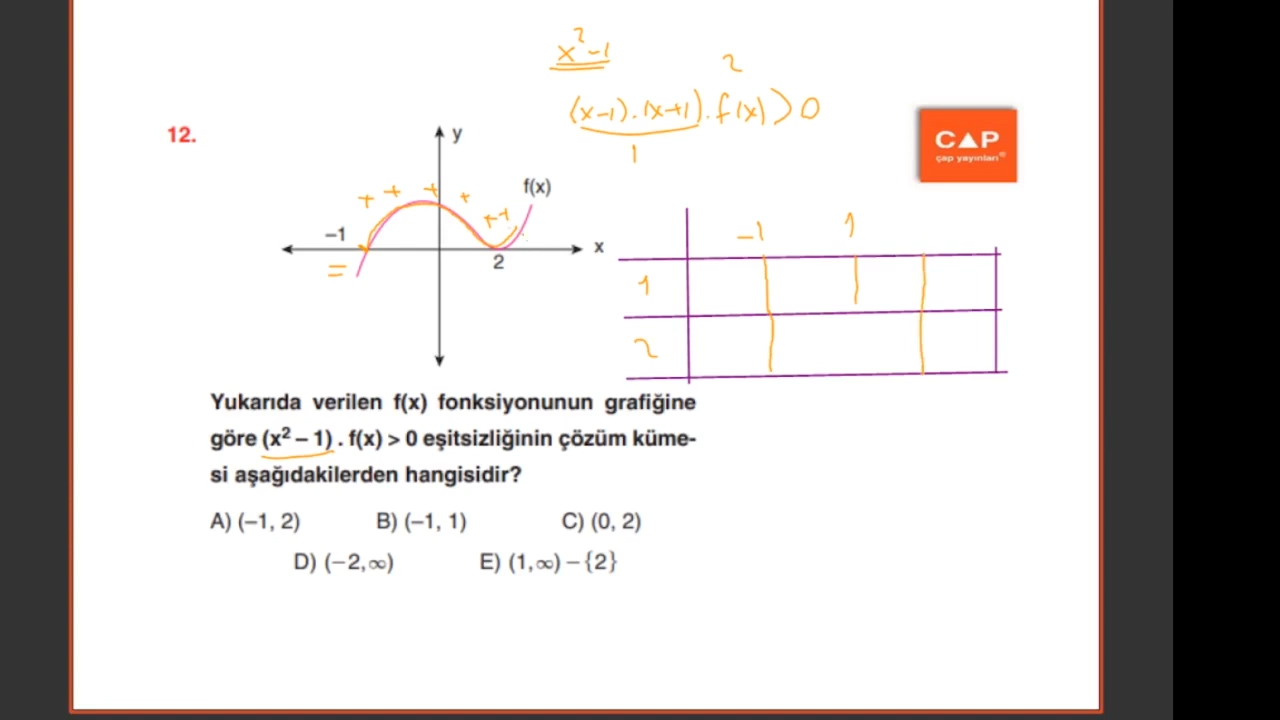 x²-1
2
(x-1).(x+1).f(x)>0
1
12.
y
CAP
çap yayınları®
+ + + + + +
f(x)
-1
x
2
=
-1 1
1
2
Yukarıda verilen f(x) fonksiyonunun grafiğine
göre (x² – 1) . f(x) > 0 eşitsizliğinin çözüm küme-
si aşağıdakilerden hangisidir?
A) (–1, 2) B) (–1, 1) C) (0, 2)
D) (–2,∞) E) (1,∞) – {2}